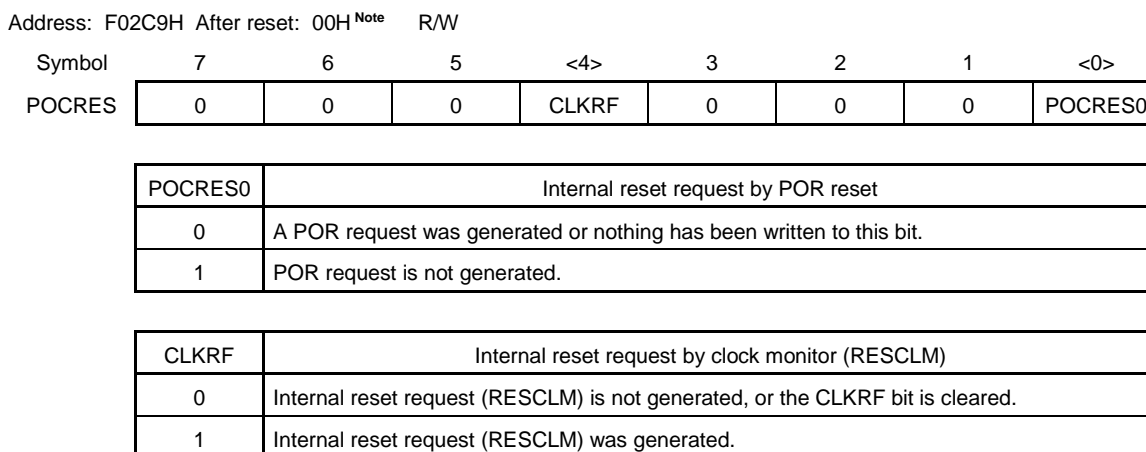 Address: F02C9H After reset: 00H Note R/W
Symbol 7 6 5 <4> 3 2 1 <0>
POCRES 0 0 0 CLKRF 0 0 0 POCRES0
POCRES0 Internal reset request by POR reset
0 A POR request was generated or nothing has been written to this bit.
1 POR request is not generated.
CLKRF Internal reset request by clock monitor (RESCLM)
0 Internal reset request (RESCLM) is not generated, or the CLKRF bit is cleared.
1 Internal reset request (RESCLM) was generated.